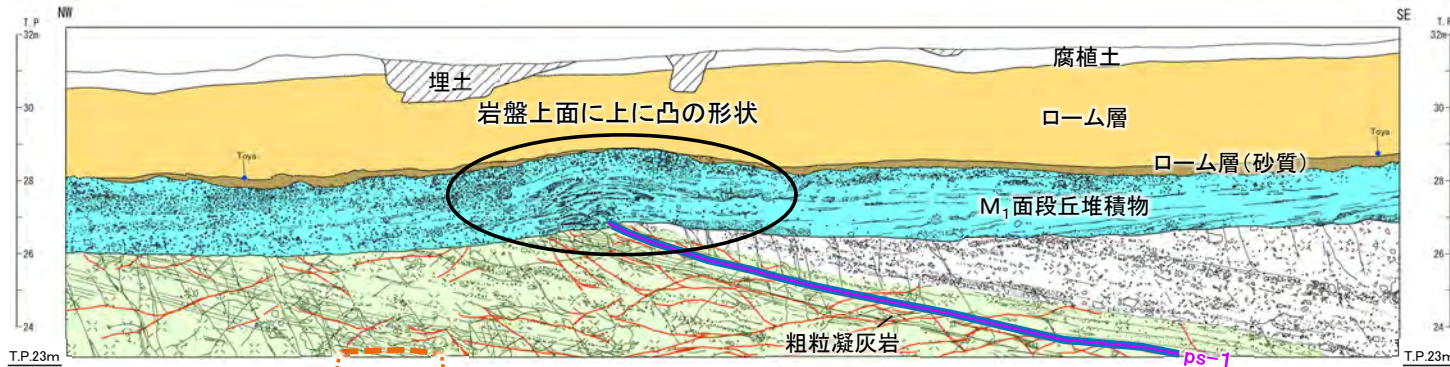 NW
SE
T.P
T.P
32m
32m
腐植土
埋土
30
30
岩盤上面に上に凸の形状
ローム層
Toya
Toya
ローム層(砂質)
28
28
M₁面段丘堆積物
26
26
24
24
粗粒凝灰岩
T.P.23m
ps-1
T.P.23m